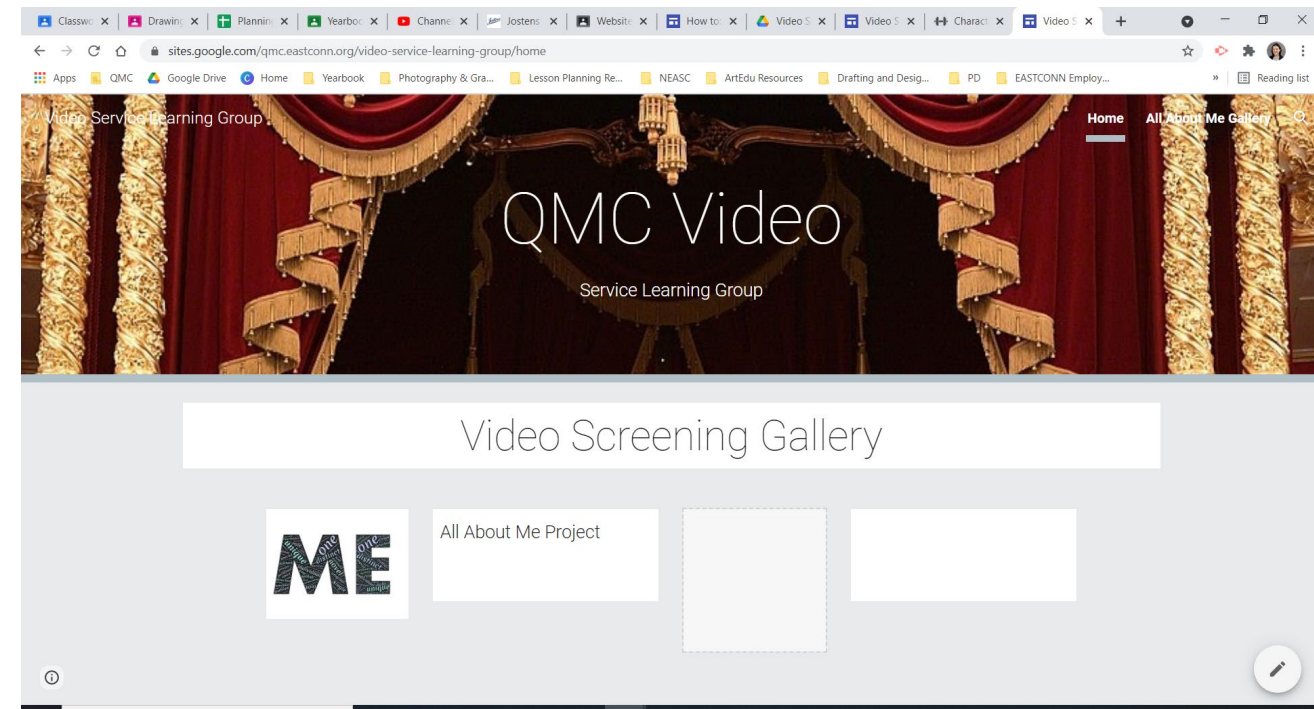 Classwo
Drawing
Planning
Yearboo
Channe
Jostens
Website
How to:
Video S
Video S
Charact
Video S
sites.google.com/qmc.eastconn.org/video-service-learning-group/home
Apps QMC Google Drive Home Yearbook Photography & Gra... Lesson Planning Re... NEASC ArtEdu Resources Drafting and Desig... PD EASTCONN Employ... » Reading list
Video Service Learning Group Home All About Me Gallery
QMC Video
Service Learning Group
Video Screening Gallery
ME
All About Me Project